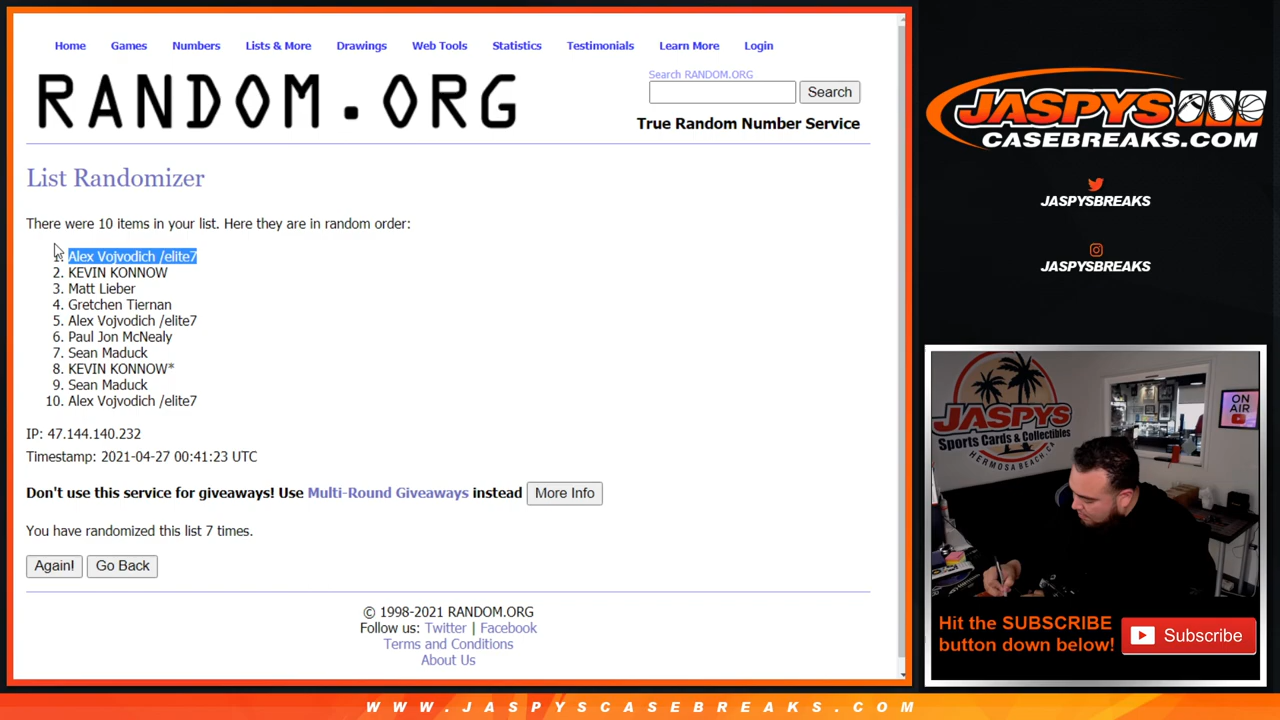 Home Games Numbers Lists & More Drawings Web Tools Statistics Testimonials Learn More Login
RANDOM.ORG
Search RANDOM.ORG
Search
True Random Number Service
List Randomizer
There were 10 items in your list. Here they are in random order:
1. Alex Vojvodich /elite7
2. KEVIN KONNOW
3. Matt Lieber
4. Gretchen Tiernan
5. Alex Vojvodich /elite7
6. Paul Jon McNealy
7. Sean Maduck
8. KEVIN KONNOW*
9. Sean Maduck
10. Alex Vojvodich /elite7
IP: 47.144.140.232
Timestamp: 2021-04-27 00:41:23 UTC
Don't use this service for giveaways! Use Multi-Round Giveaways instead More Info
You have randomized this list 7 times.
Again! Go Back
© 1998-2021 RANDOM.ORG
Follow us: Twitter | Facebook
Terms and Conditions
About Us
JASPYS
CASEBREAKS.COM
JASPYSBREAKS
JASPYSBREAKS
JASPYS
Sports Cards & Collectibles
HERMOSA BEACH, CA
ON
AIR
Hit the SUBSCRIBE
button down below!
Subscribe
WWW.JASPYSCASEBREAKS.COM